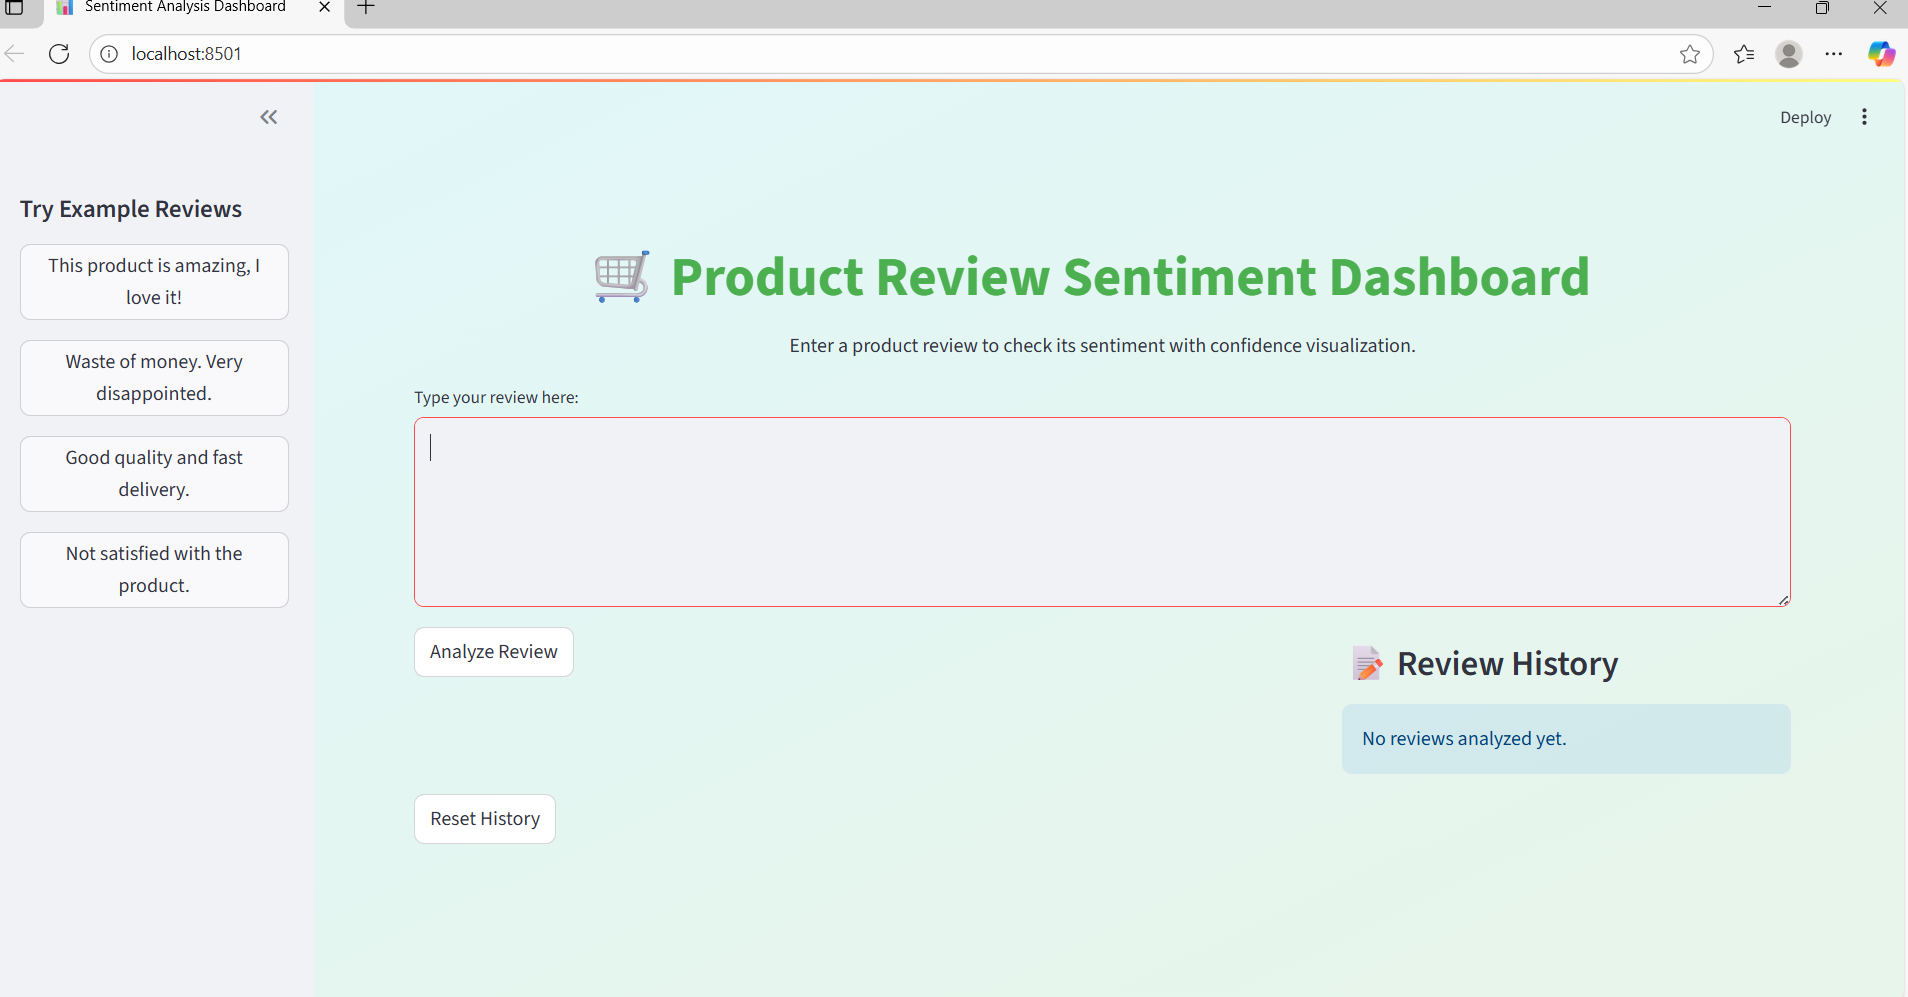 Sentiment Analysis Dashboard
localhost:8501
Deploy
Try Example Reviews
This product is amazing, I
love it!
Waste of money. Very
disappointed.
Good quality and fast
delivery.
Not satisfied with the
product.
Product Review Sentiment Dashboard
Enter a product review to check its sentiment with confidence visualization.
Type your review here:
Analyze Review
Review History
No reviews analyzed yet.
Reset History